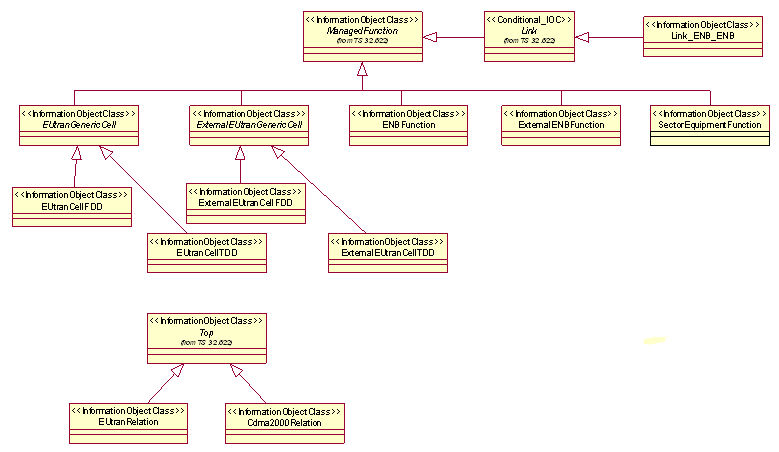 <<InformationObjectClass>>
ManagedFunction
(from TS 32.622)
<<Conditional_IOC>>
Link
(from TS 32.622)
<<InformationObjectClass>>
Link_ENB_ENB
<<InformationObjectClass>>
EUtranGenericCell
<<InformationObjectClass>>
ExternalEUtranGenericCell
<<InformationObjectClass>>
ENBFunction
<<InformationObjectClass>>
ExternalENBFunction
<<InformationObjectClass>>
SectorEquipmentFunction
<<InformationObjectClass>>
EUtranCellFDD
<<InformationObjectClass>>
ExternalEUtranCellFDD
<<InformationObjectClass>>
EUtranCellTDD
<<InformationObjectClass>>
ExternalEUtranCellTDD
<<InformationObjectClass>>
Top
(from TS 32.622)
<<InformationObjectClass>>
EUtranRelation
<<InformationObjectClass>>
Cdma2000Relation